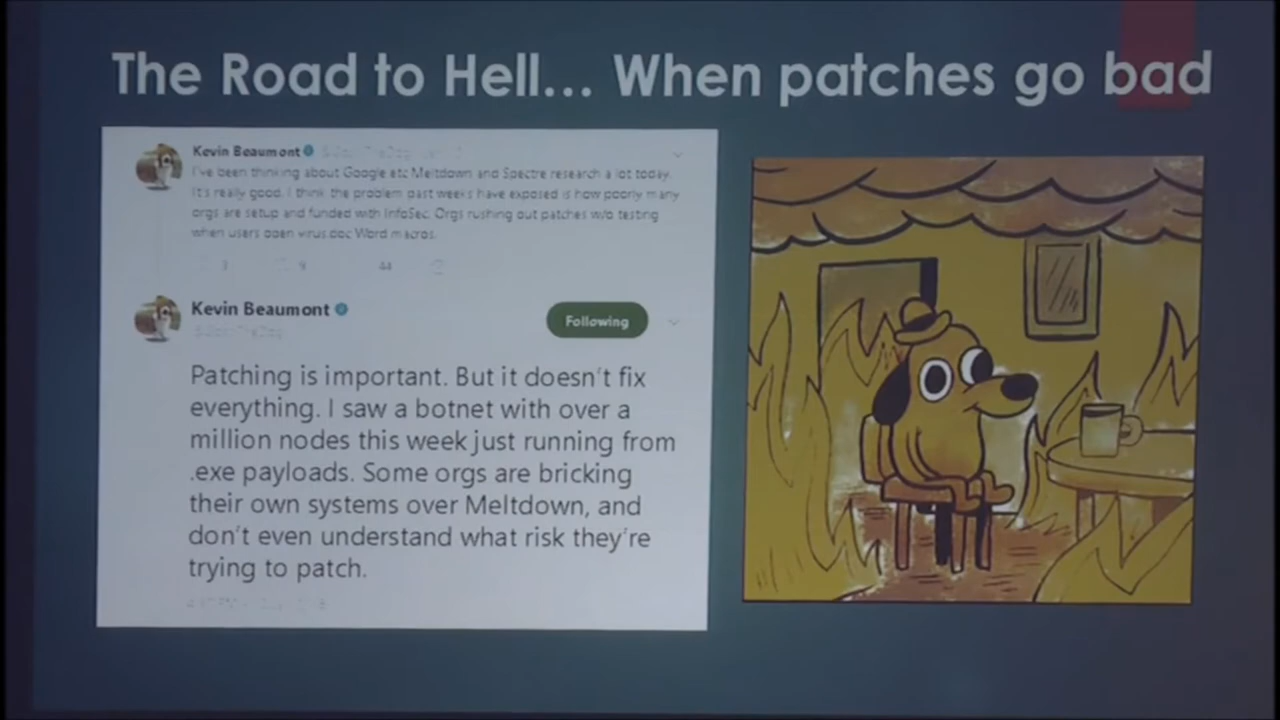 The Road to Hell... When patches go bad
Kevin Beaumont
I've been thinking about Google etc Meltdown and Spectre research a lot today.
It's really good. I think the problem past weeks have exposed is how poorly many
orgs are setup and funded with InfoSec. Orgs rushing out patches w/o testing
when users open virus.doc Word macros.
44
Kevin Beaumont
Following
Patching is important. But it doesn't fix
everything. I saw a botnet with over a
million nodes this week just running from
.exe payloads. Some orgs are bricking
their own systems over Meltdown, and
don't even understand what risk they're
trying to patch.